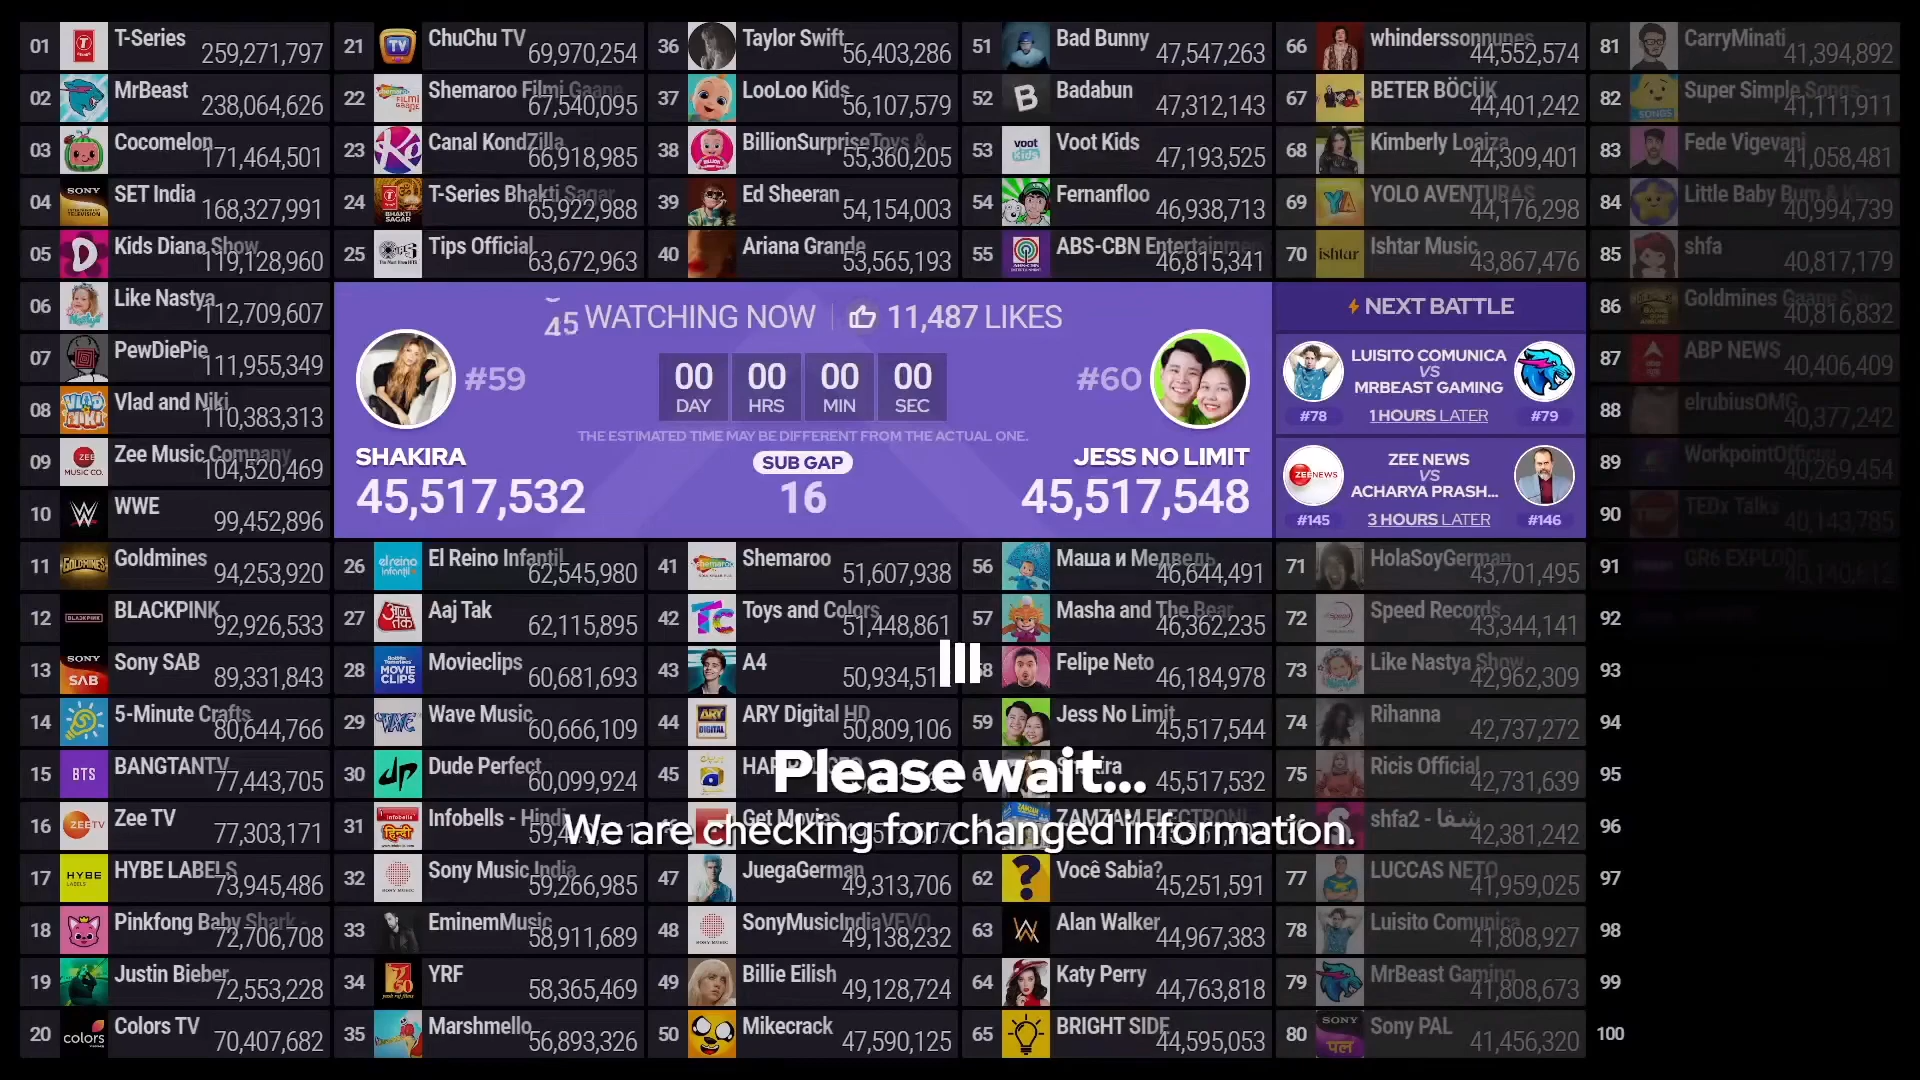 01 T-Series 259,271,797
02 MrBeast 238,064,626
03 Cocomelon 171,464,501
04 SET India 168,327,991
05 Kids Diana Show 119,128,960
06 Like Nastya 112,709,607
07 PewDiePie 111,955,349
08 Vlad and Niki 110,383,313
09 Zee Music Company 104,520,469
10 WWE 99,452,896
11 Goldmines 94,253,920
12 BLACKPINK 92,926,533
13 Sony SAB 89,331,843
14 5-Minute Crafts 80,644,766
15 BANGTANTV 77,443,705
16 Zee TV 77,303,171
17 HYBE LABELS 73,945,486
18 Pinkfong Baby Shark - 72,706,708
19 Justin Bieber 72,553,228
20 Colors TV 70,407,682
21 ChuChu TV 69,970,254
22 Shemaroo Filmi Gaane 67,540,095
23 Canal KondZilla 66,918,985
24 T-Series Bhakti Sagar 65,922,988
25 Tips Official 63,672,963
36 Taylor Swift 56,403,286
37 LooLoo Kids 56,107,579
38 BillionSurpriseToys & 55,360,205
39 Ed Sheeran 54,154,003
40 Ariana Grande 53,565,193
51 Bad Bunny 47,547,263
52 Badabun 47,312,143
53 Voot Kids 47,193,525
54 Fernanfloo 46,938,713
55 ABS-CBN Entertainmen 46,815,341
66 whinderssonnunes 44,552,574
67 BETER BÖCÜK 44,401,242
68 Kimberly Loaiza 44,309,401
69 YOLO AVENTURAS 44,176,298
70 Ishtar Music 43,867,476
45 WATCHING NOW 11,487 LIKES
#59 #60
00 DAY 00 HRS 00 MIN 00 SEC
THE ESTIMATED TIME MAY BE DIFFERENT FROM THE ACTUAL ONE.
SHAKIRA SUB GAP JESS NO LIMIT
45,517,532 16 45,517,548
NEXT BATTLE
LUISITO COMUNICA
VS
MRBEAST GAMING
#78 1 HOURS LATER #79
ZEE NEWS
VS
ACHARYA PRASH...
#145 3 HOURS LATER #146
26 El Reino Infantil 62,545,980
27 Aaj Tak 62,115,895
28 Movieclips 60,681,693
29 Wave Music 60,666,109
30 Dude Perfect 60,099,924
31 Infobells - Hindi
32 Sony Music India 59,266,985
33 EminemMusic 58,911,689
34 YRF 58,365,469
35 Marshmello 56,893,326
41 Shemaroo 51,607,938
42 Toys and Colors 51,448,861
43 A4 50,934,51
44 ARY Digital HD 50,809,106
45
Get Movies
47 JuegaGerman 49,313,706
48 SonyMusicIndiaVEVO 49,138,232
49 Billie Eilish 49,128,724
50 Mikecrack 47,590,125
56 Маша и Медведь 46,644,491
57 Masha and The Bear 46,362,235
58 Felipe Neto 46,184,978
59 Jess No Limit 45,517,544
45,517,532
ZAMZAM ELECTRONI
62 Você Sabia? 45,251,591
63 Alan Walker 44,967,383
64 Katy Perry 44,763,818
65 BRIGHT SIDE 44,595,053
71 HolaSoyGerman 43,701,495
72 Speed Records 43,344,141
73 Like Nastya Show 42,962,309
74 Rihanna 42,737,272
75 Ricis Official 42,731,639
shfa2 - شفا 42,381,242
77 LUCCAS NETO 41,959,025
78 Luisito Comunica 41,808,927
79 MrBeast Gaming 41,808,673
80 Sony PAL 41,456,320
81 CarryMinati 41,394,892
82 Super Simple Songs 41,111,911
83 Fede Vigevani 41,058,481
84 Little Baby Bum & K 40,994,739
85 shfa 40,817,179
86 Goldmines Gaane 40,816,832
87 ABP NEWS 40,406,409
88 elrubiusOMG 40,377,242
89 WorkpointOfficial 40,269,454
90 TEDx Talks 40,143,785
91 GR6 EXPLODE 40,140,612
92
93
94
95
96
97
98
99
100
Please wait...
We are checking for changed information.